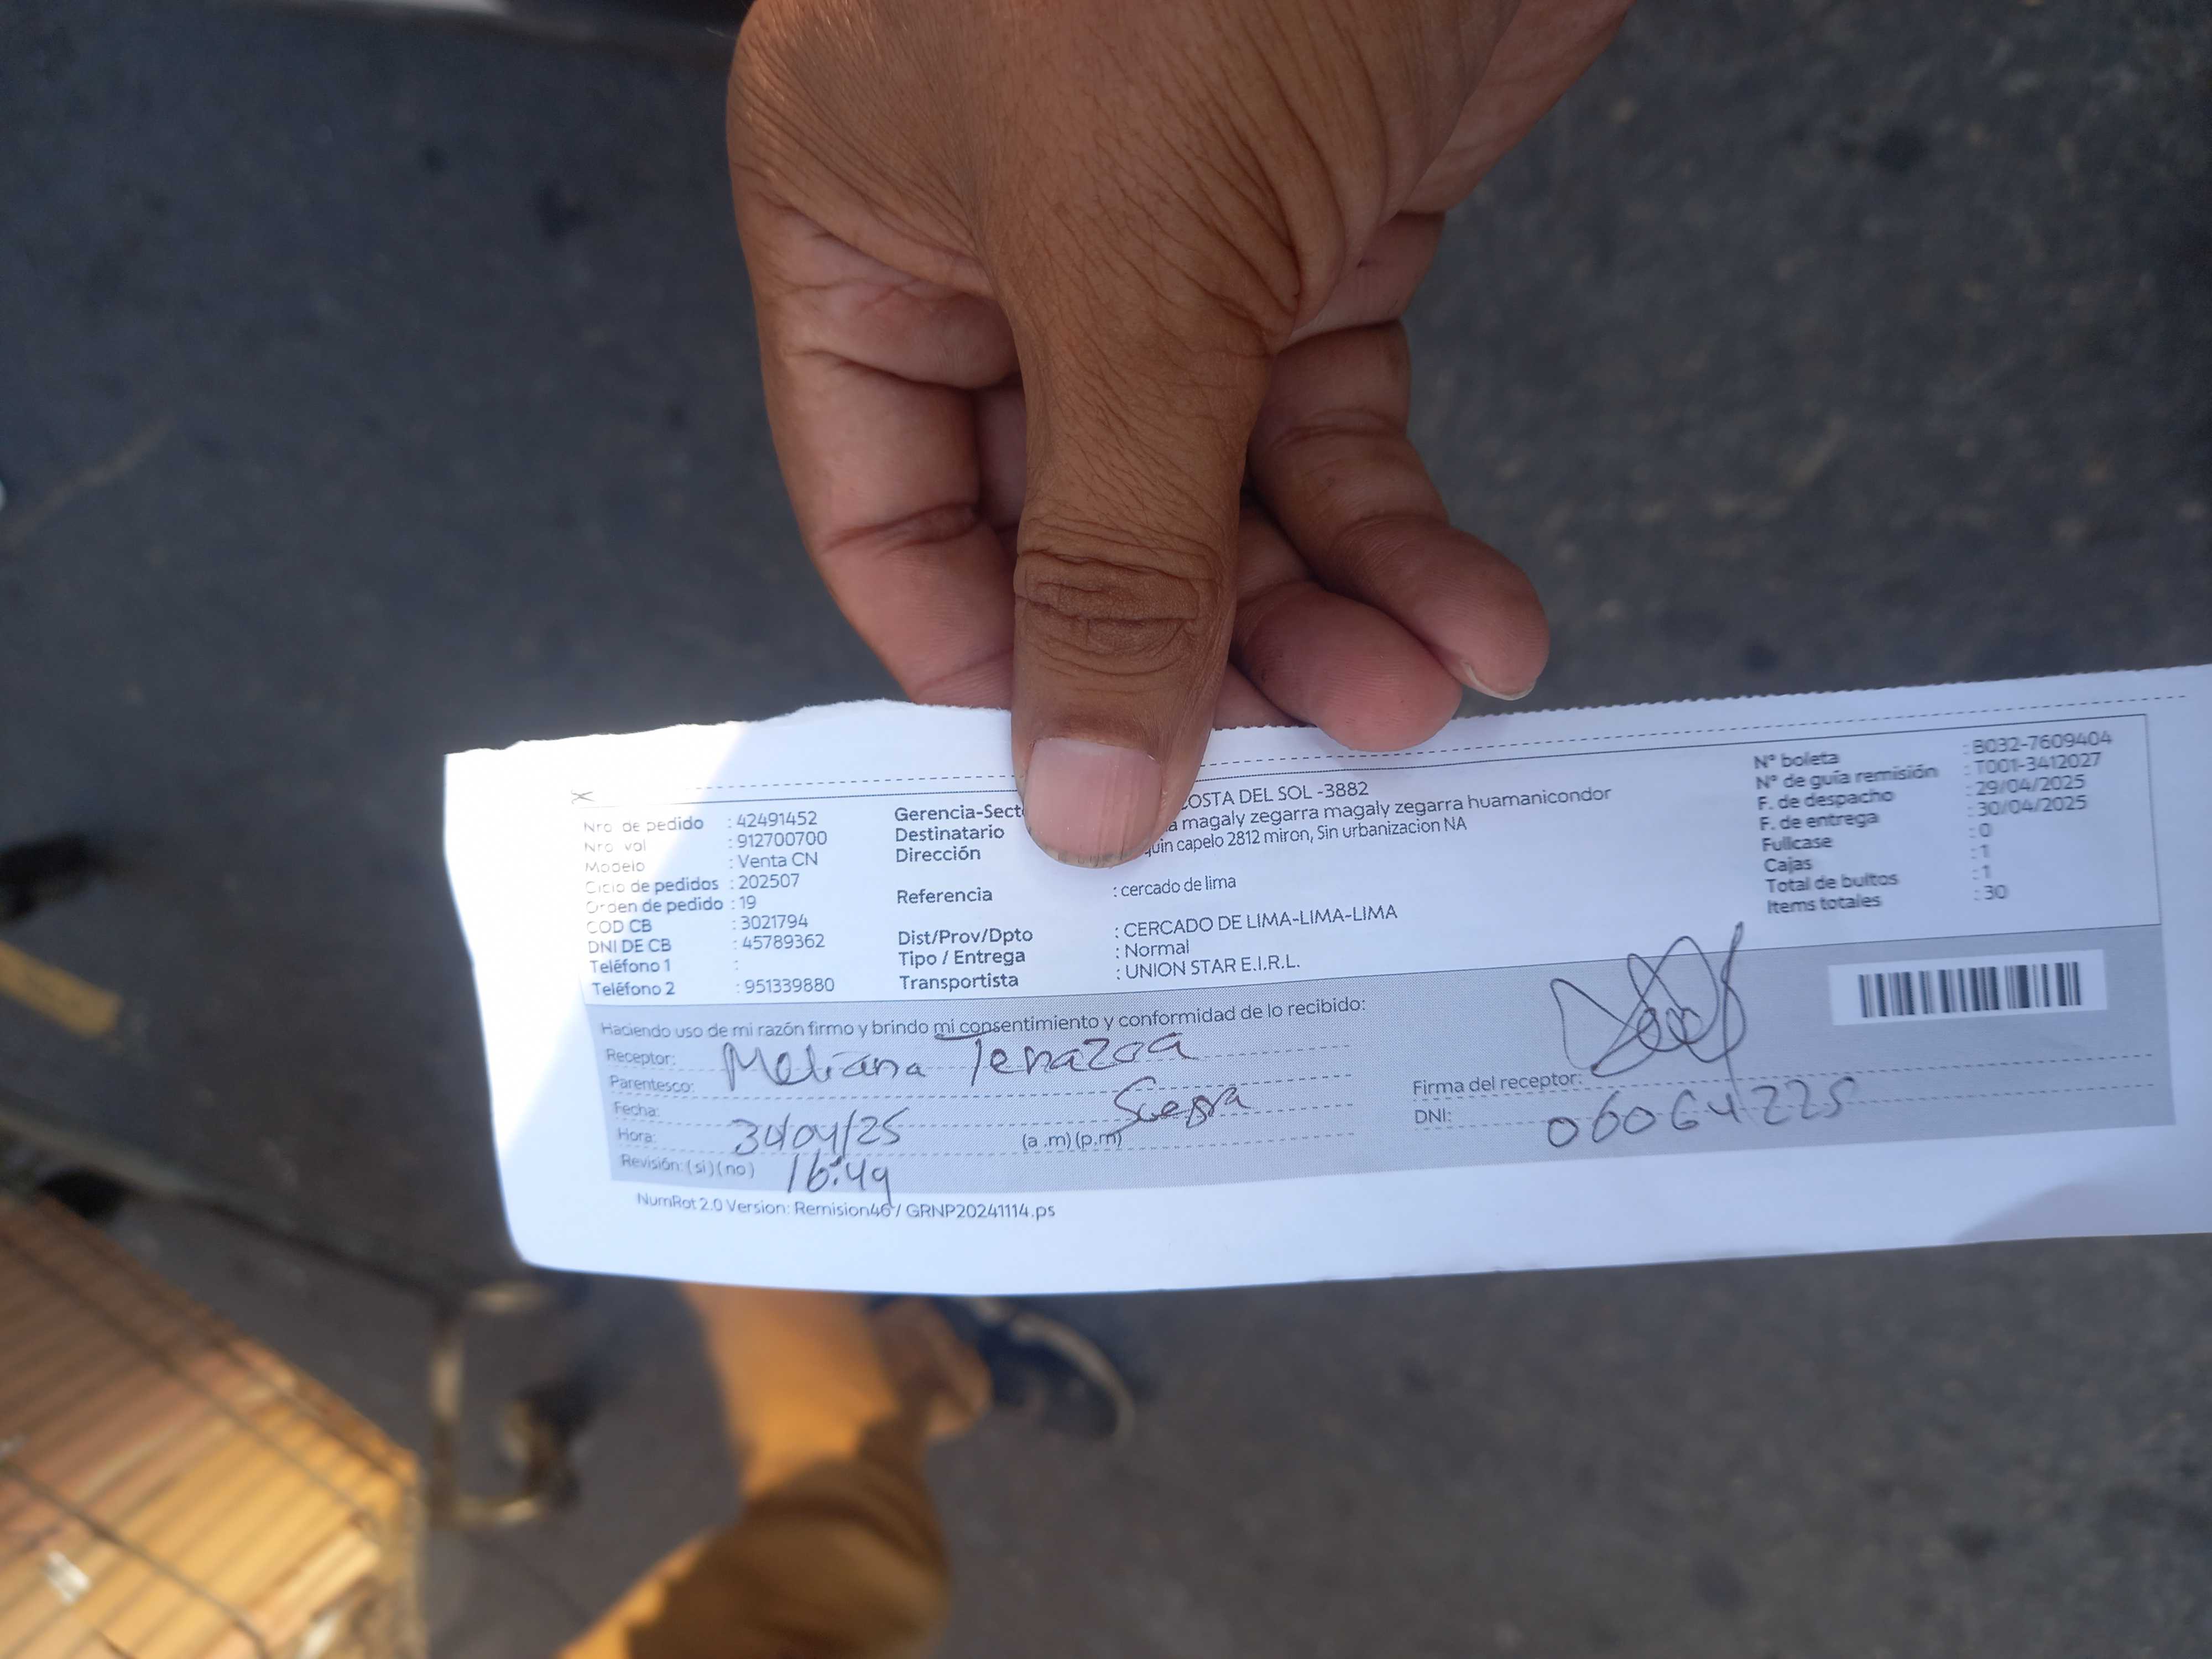 Nro. de pedido : 42491452
Nro. val : 912700700
Modelo : Venta CN
Ciclo de pedidos : 202507
Orden de pedido : 19
COD CB : 3021794
DNI DE CB : 45789362
Teléfono 1 :
Teléfono 2 : 951339880
Gerencia-Sect OSTA DEL SOL -3882
Destinatario magaly zegarra magaly zegarra huamanicondor
Dirección capelo 2812 miron, Sin urbanizacion NA
Referencia : cercado de lima
Dist/Prov/Dpto : CERCADO DE LIMA-LIMA-LIMA
Tipo / Entrega : Normal
Transportista : UNION STAR E.I.R.L.
N° boleta : B032-7609404
N° de guía remisión : T001-3412027
F. de despacho : 29/04/2025
F. de entrega : 30/04/2025
Fullcase : 0
Cajas : 1
Total de bultos : 1
Items totales : 30
Haciendo uso de mi razón firmo y brindo mi consentimiento y conformidad de lo recibido:
Receptor: Meliana Tenazoa
Parentesco: Suegra
Fecha: 30/04/25
Hora: 16:49 (a .m) (p.m)
Revisión: (si) (no)
Firma del receptor:
DNI: 06064225
NumRot 2.0 Version: Remision46 / GRNP20241114.ps